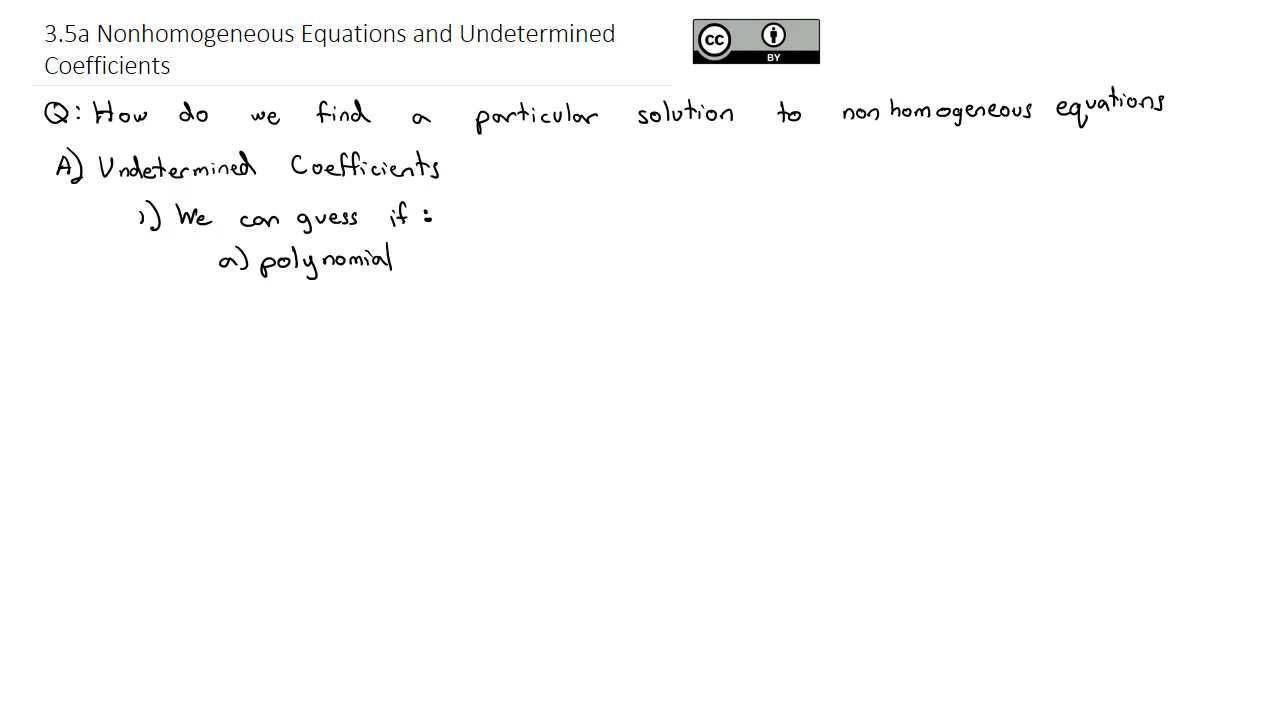 3.5a Nonhomogeneous Equations and Undetermined
Coefficients
CC BY
Q: How do we find a particular solution to nonhomogeneous equations
A) Undetermined Coefficients
1) We can guess if:
a) polynomial